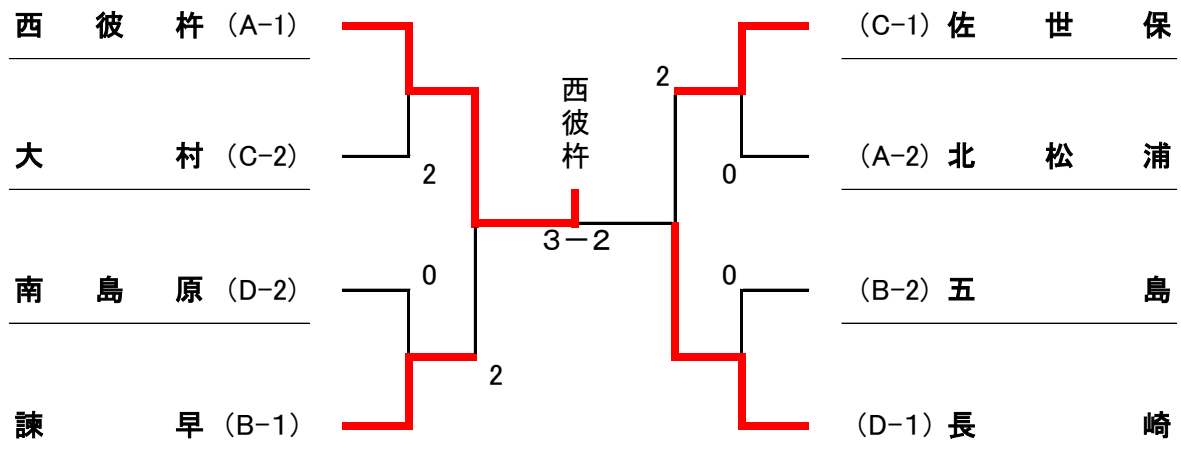 西彼杵 (A-1)
大村 (C-2)
南島原 (D-2)
諫早 (B-1)
2
0
2
西彼杵
3-2
2
0
0
(C-1) 佐世保
(A-2) 北松浦
(B-2) 五島
(D-1) 長崎